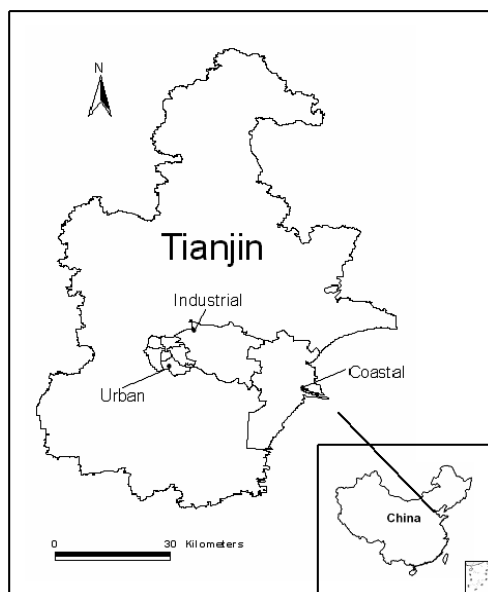 N
Tianjin
Industrial
Urban
Coastal
China
0 30 Kilometers